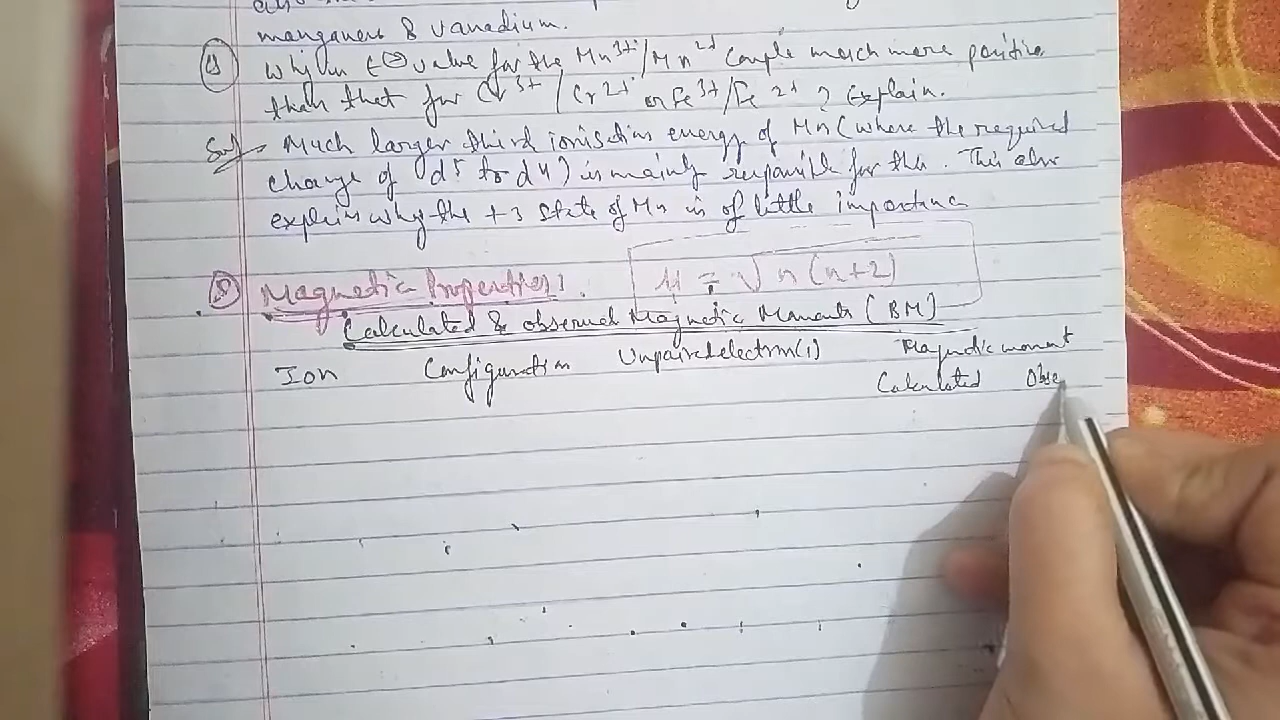 manganese & vanadium.
Why is E⊖ value for the Mn3+/Mn2+ couple much more positive
than that for Cr3+/Cr2+ or Fe3+/Fe2+ ? Explain.
Sol → Much larger third ionisation energy of Mn (where the required
change of d5 to d4) is mainly responsible for this. This also
explain why the +3 state of Mn is of little importance
Magnetic Properties: μ = √n(n+2)
Calculated & observed Magnetic Moments (BM)
Ion Configuration Unpaired electron(s) Magnetic moment
Calculated Obse